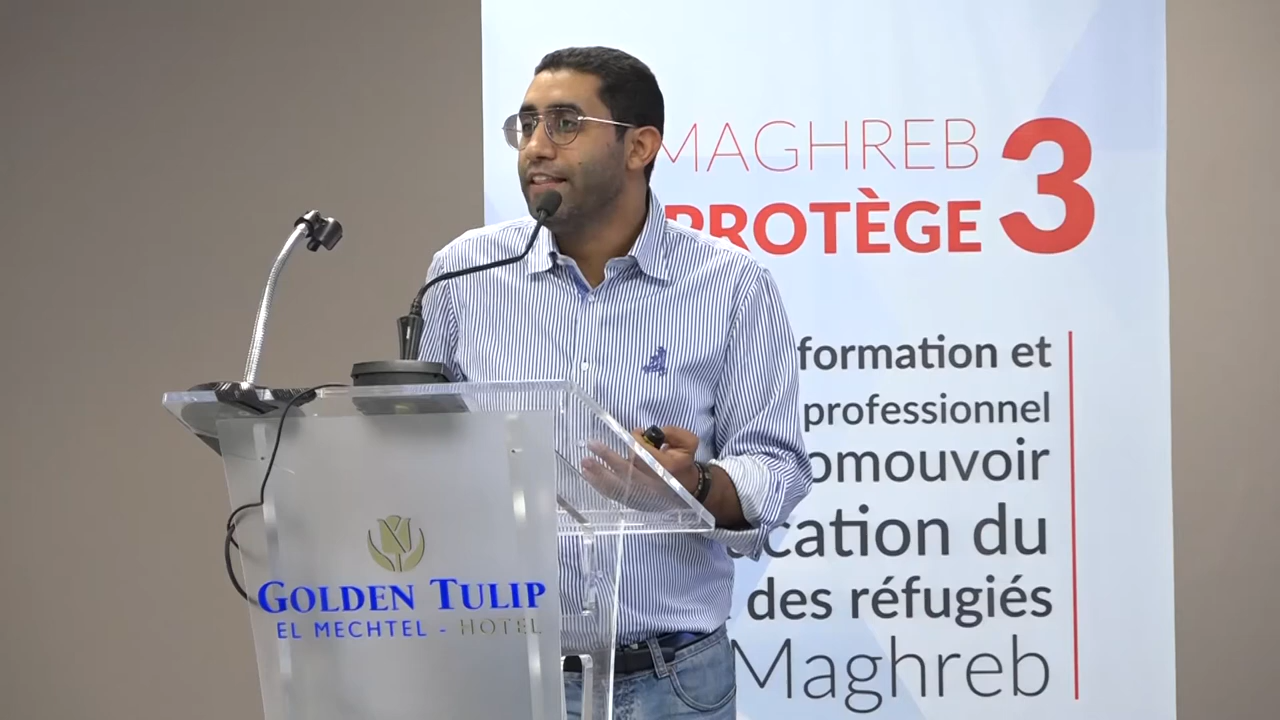 MAGHREB
PROTÈGE 3
formation et
professionnel
omouvoir
cation du
des réfugiés
Maghreb
GOLDEN TULIP
EL MECHTEL - HOTEL